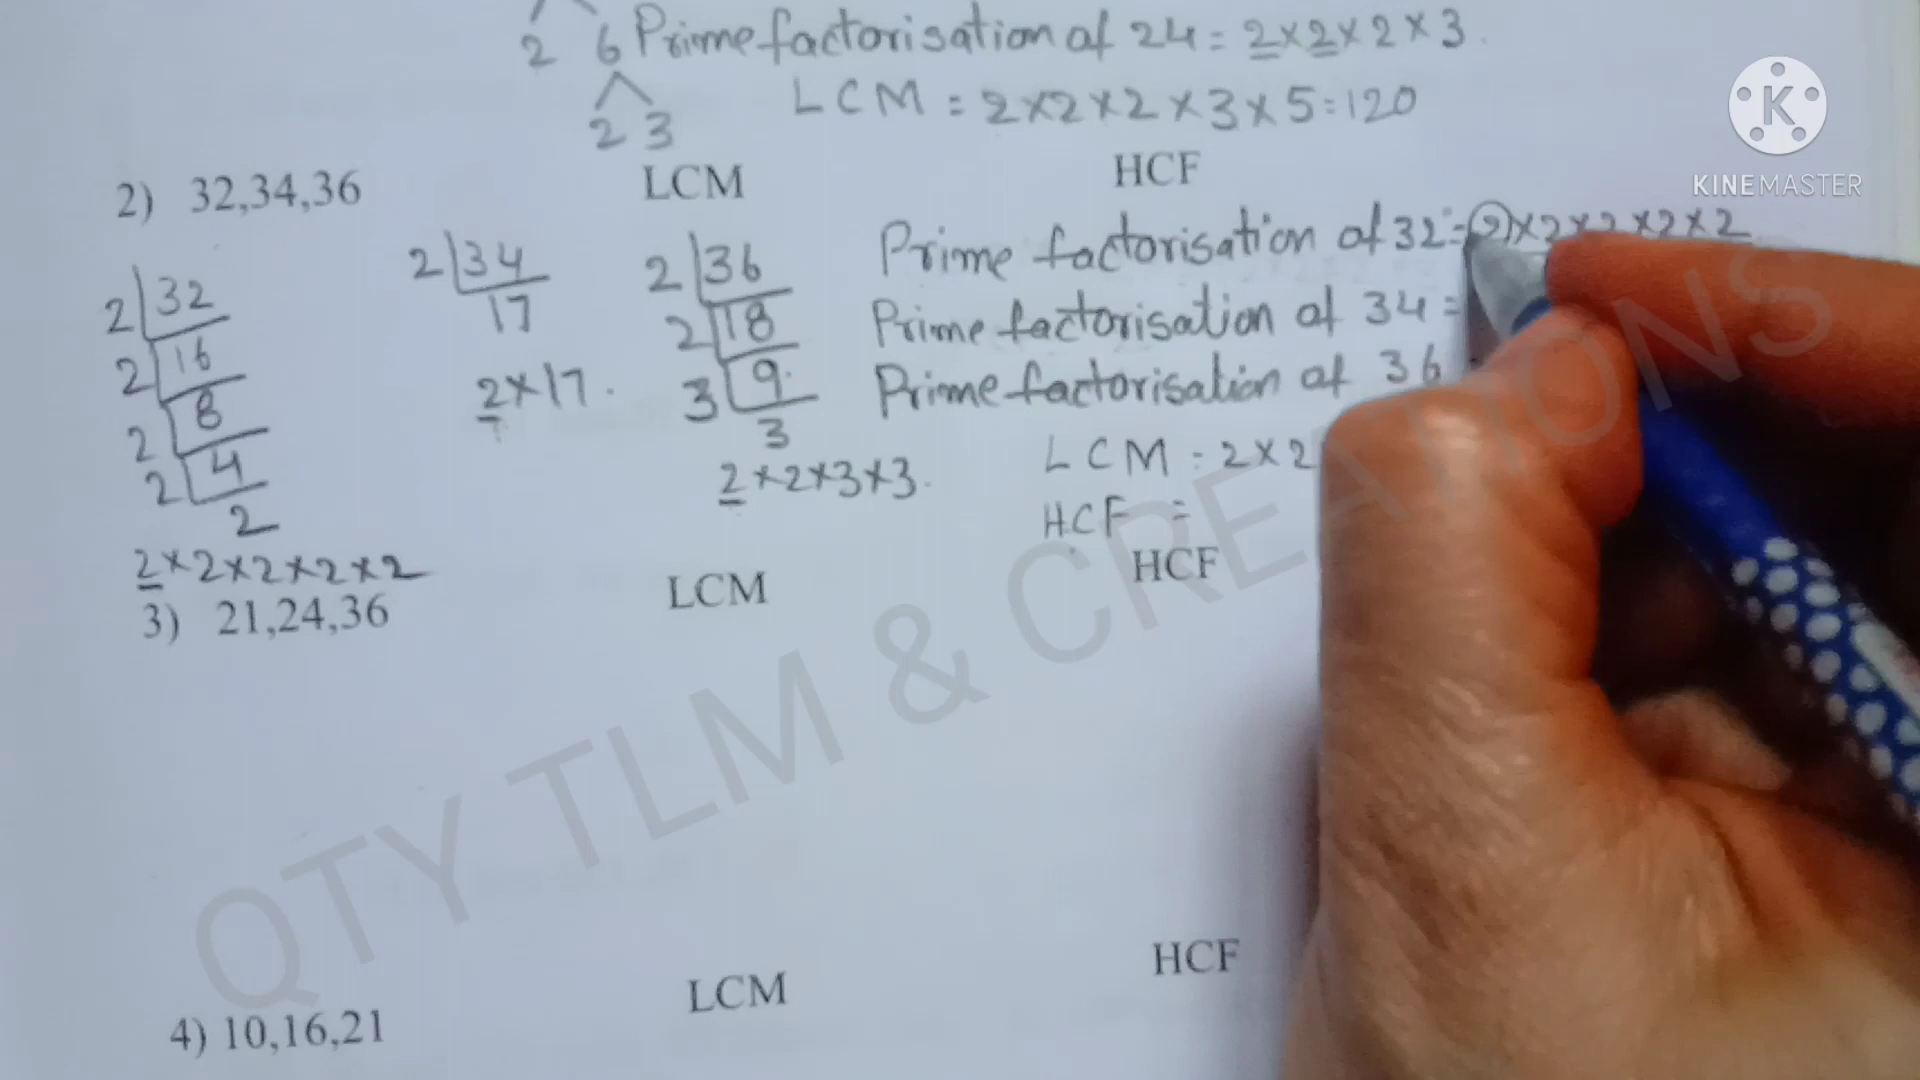 2 6 Prime factorisation of 24 = 2×2×2×3.
2 3 LCM = 2×2×2×3×5=120
K
KINEMASTER
2) 32,34,36 LCM HCF
2 32 2 34 2 36 Prime factorisation of 32=2×2×2×2×2
2 16 17 2 18 Prime factorisation of 34 =
2 8 2×17. 3 9 Prime factorisation of 36
2 4 3 LCM = 2×2
2 2×2×3×3. HCF =
2×2×2×2×2
3) 21,24,36 LCM HCF
QTY TLM & CREATIONS
4) 10,16,21 LCM HCF